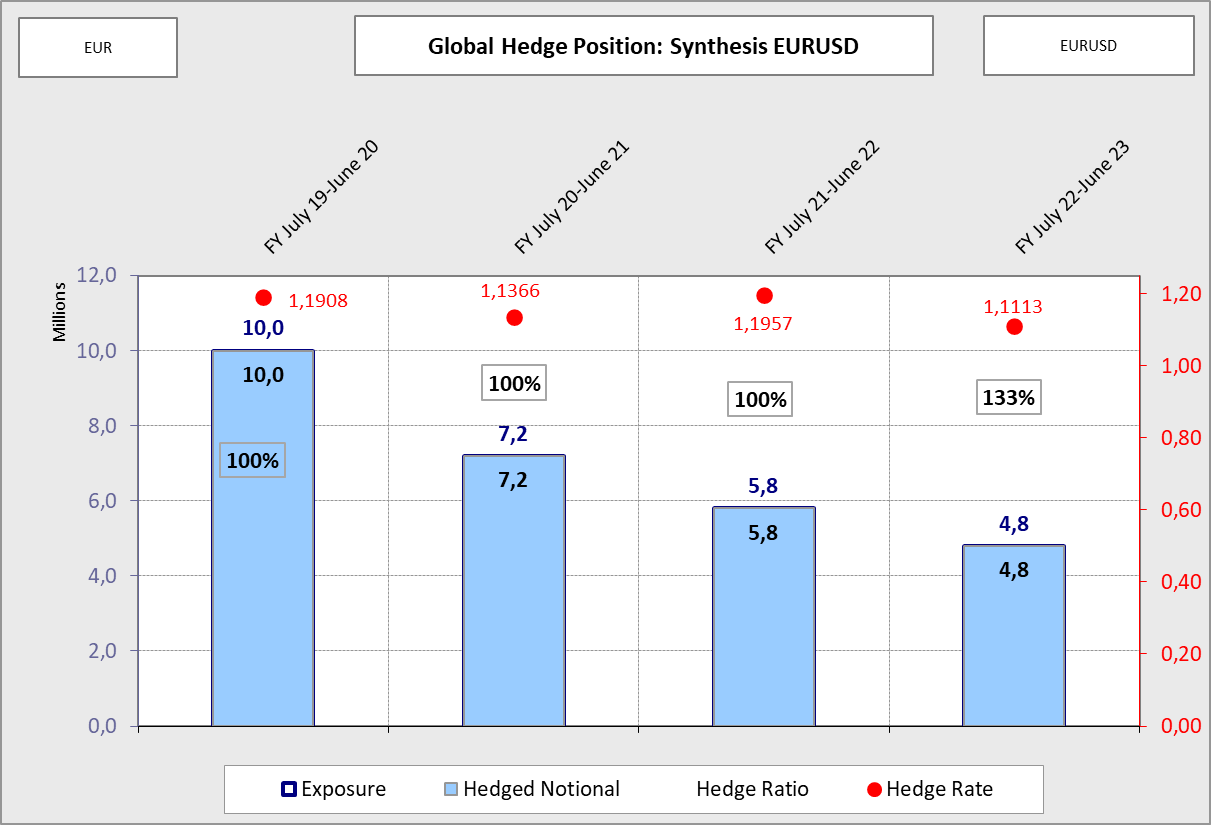 EUR
Global Hedge Position: Synthesis EURUSD
EURUSD
FY July 19-June 20
FY July 20-June 21
FY July 21-June 22
FY July 22-June 23
Millions
12,0
10,0
8,0
6,0
4,0
2,0
0,0
1,1908
1,1366
1,1957
1,1113
10,0
10,0
100%
100%
7,2
7,2
100%
5,8
5,8
133%
4,8
4,8
1,20
1,00
0,80
0,60
0,40
0,20
0,00
Exposure
Hedged Notional
Hedge Ratio
Hedge Rate